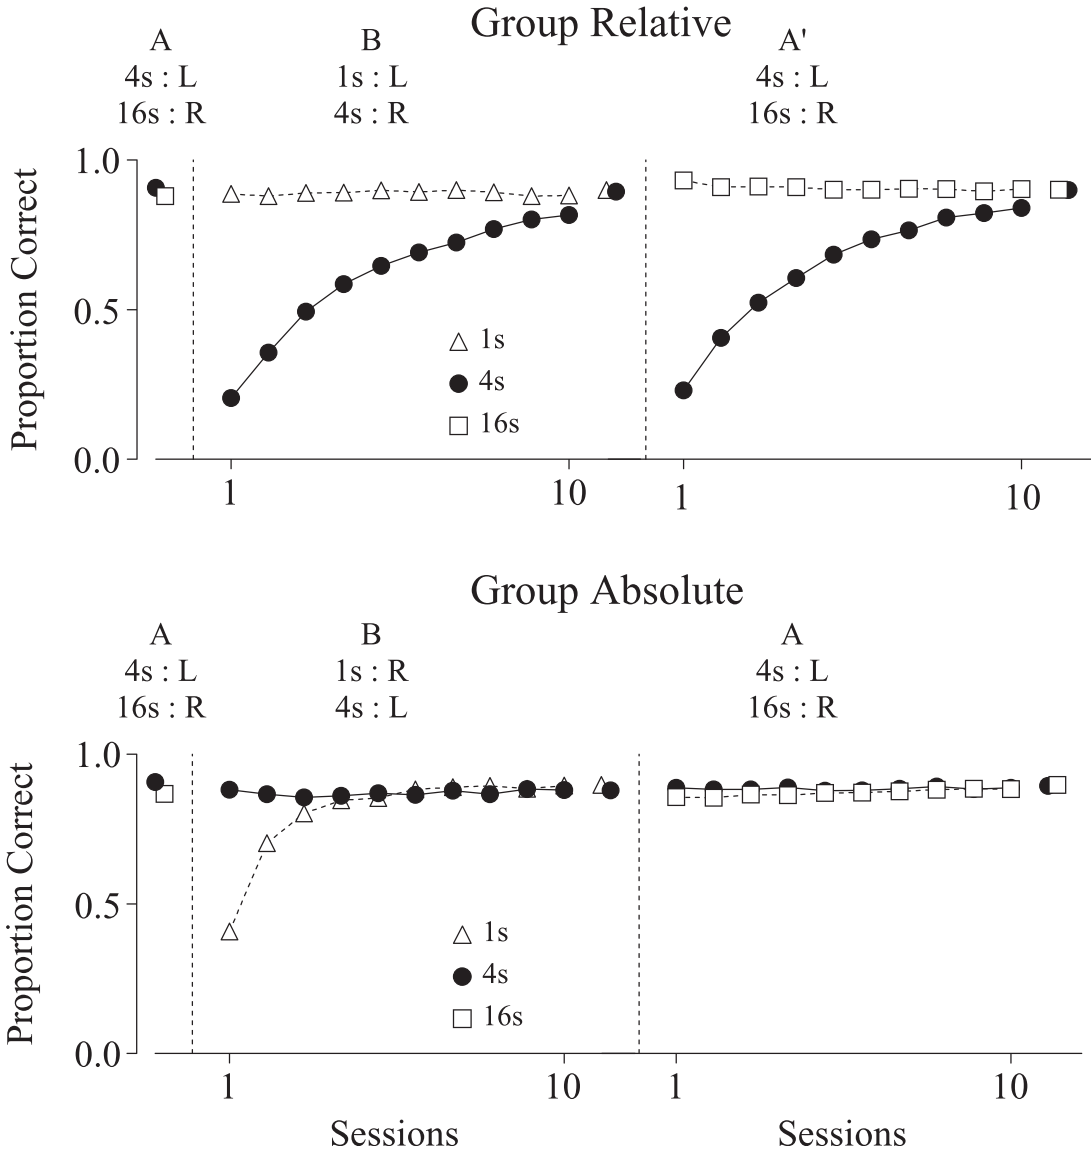 Group Relative
A B A'
4s : L 1s : L 4s : L
16s : R 4s : R 16s : R
Proportion Correct
1.0
0.5
0.0
1s
4s
16s
1 10 1 10
Group Absolute
A B A
4s : L 1s : R 4s : L
16s : R 4s : L 16s : R
Proportion Correct
1.0
0.5
0.0
1s
4s
16s
1 10 1 10
Sessions Sessions